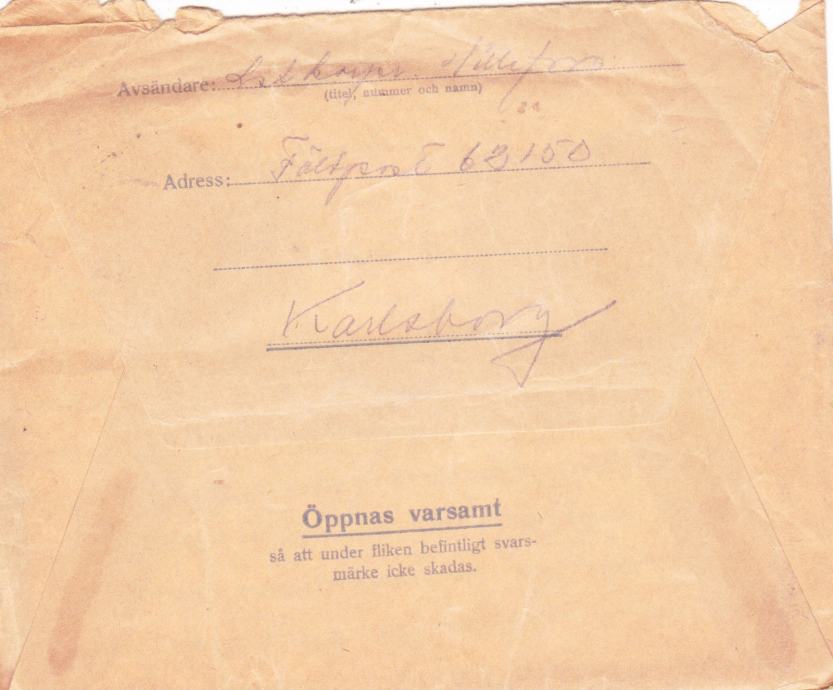 Avsändare:
(titel, nummer och namn)
Adress: Fältpost 62150
Karlsborg
Öppnas varsamt
så att under fliken befintligt svars-
märke icke skadas.